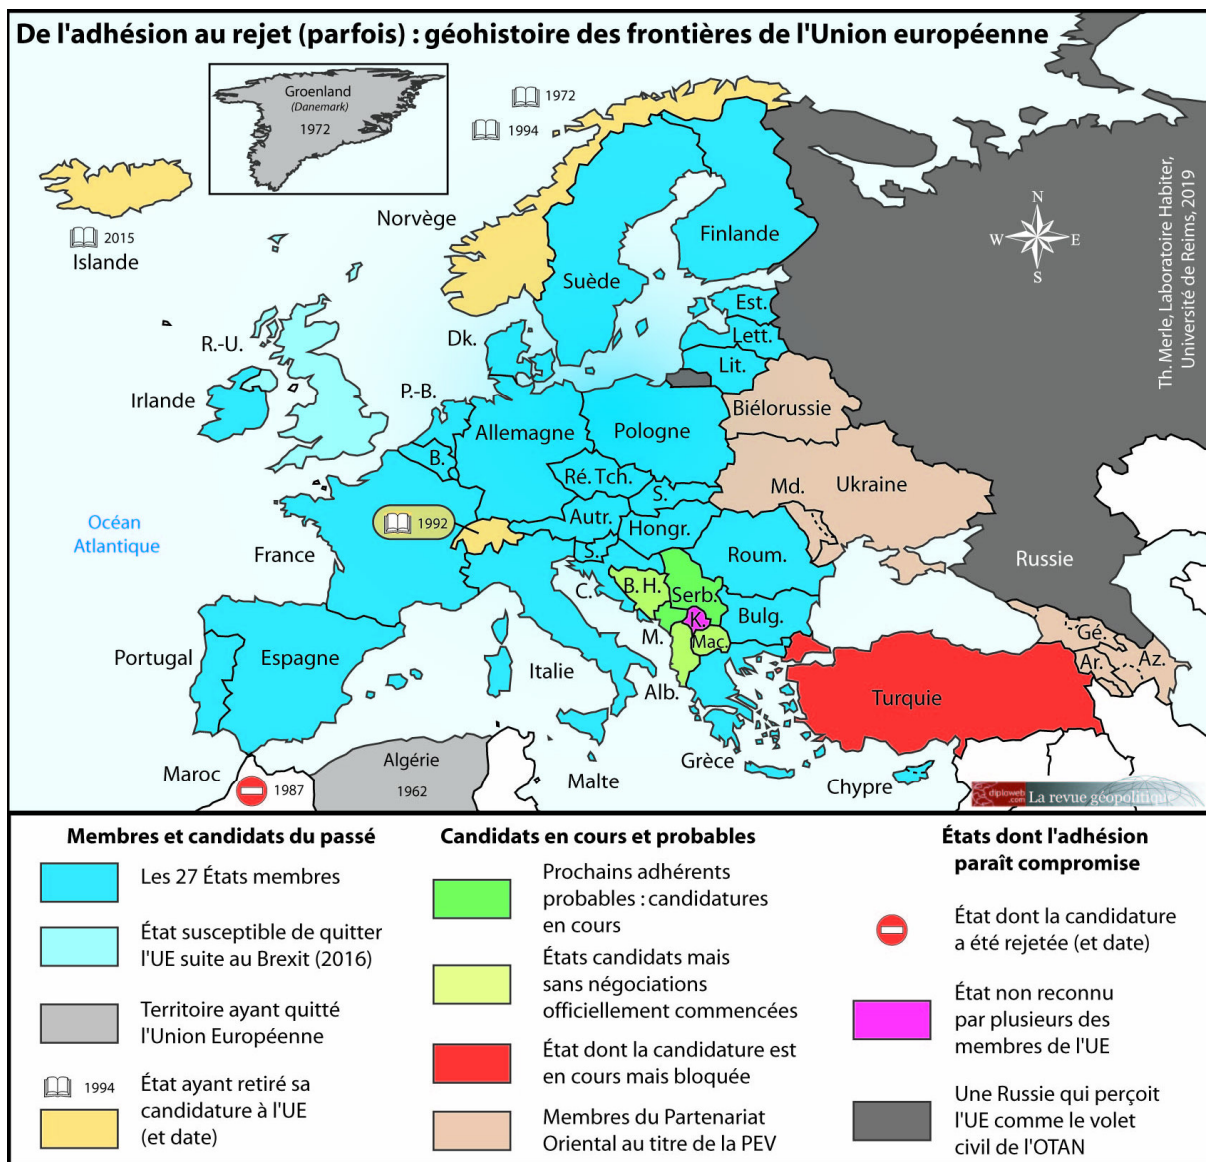 De l'adhésion au rejet (parfois) : géohistoire des frontières de l'Union européenne
Groenland
(Danemark)
1972
1972
1994
2015
Islande
Norvège
Finlande
Suède
N
W
E
S
Th. Merle, Laboratoire Habiter,
Université de Reims, 2019
Est.
Lett.
Lit.
Dk.
R.-U.
Irlande
P.-B.
Biélorussie
Allemagne
Pologne
B.
Ré. Tch.
S.
Md.
Ukraine
1992
Autr.
Hongr.
Océan
Atlantique
France
S.
Roum.
Russie
C.
B. H.
Serb.
K.
Bulg.
M.
Mac.
Portugal
Espagne
Italie
Alb.
Gé.
Ar.
Az.
Turquie
Grèce
Maroc
1987
Algérie
1962
Malte
Chypre
diploweb
.com
La revue géopolitique
Membres et candidats du passé
Les 27 États membres
État susceptible de quitter
l'UE suite au Brexit (2016)
Territoire ayant quitté
l'Union Européenne
1994
État ayant retiré sa
candidature à l'UE
(et date)
Candidats en cours et probables
Prochains adhérents
probables : candidatures
en cours
États candidats mais
sans négociations
officiellement commencées
État dont la candidature est
en cours mais bloquée
Membres du Partenariat
Oriental au titre de la PEV
États dont l'adhésion
paraît compromise
État dont la candidature
a été rejetée (et date)
État non reconnu
par plusieurs des
membres de l'UE
Une Russie qui perçoit
l'UE comme le volet
civil de l'OTAN